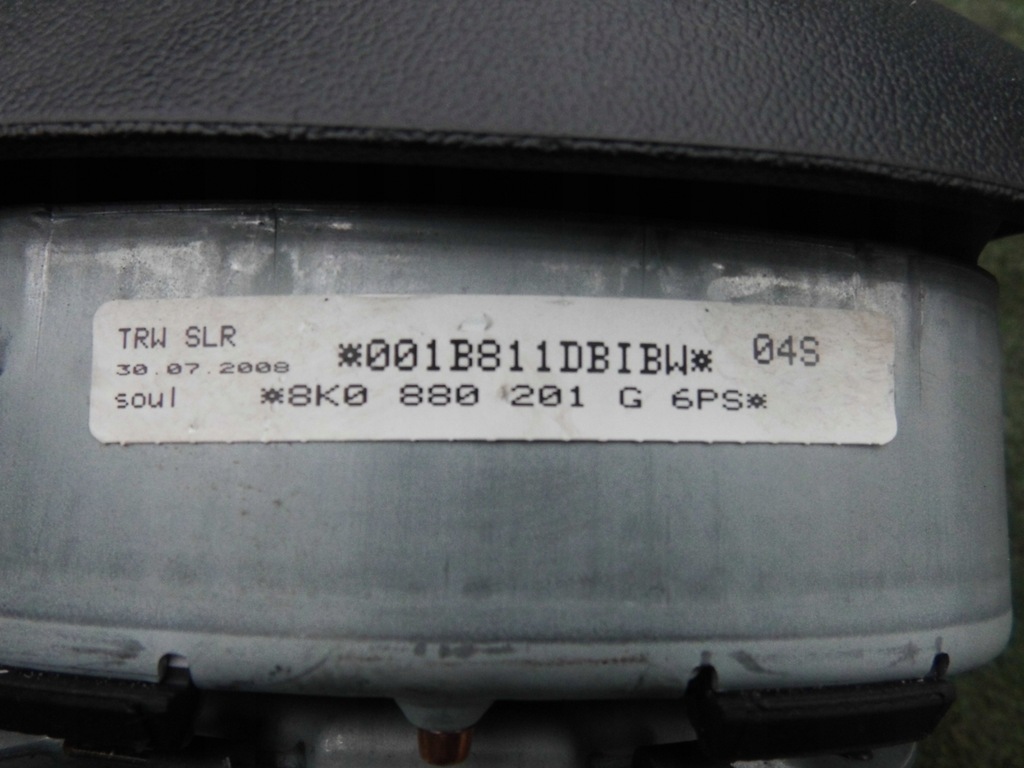 TRW SLR *001B811DBIBW* 04S
30.07.2008
soul *8K0 880 201 G 6PS*